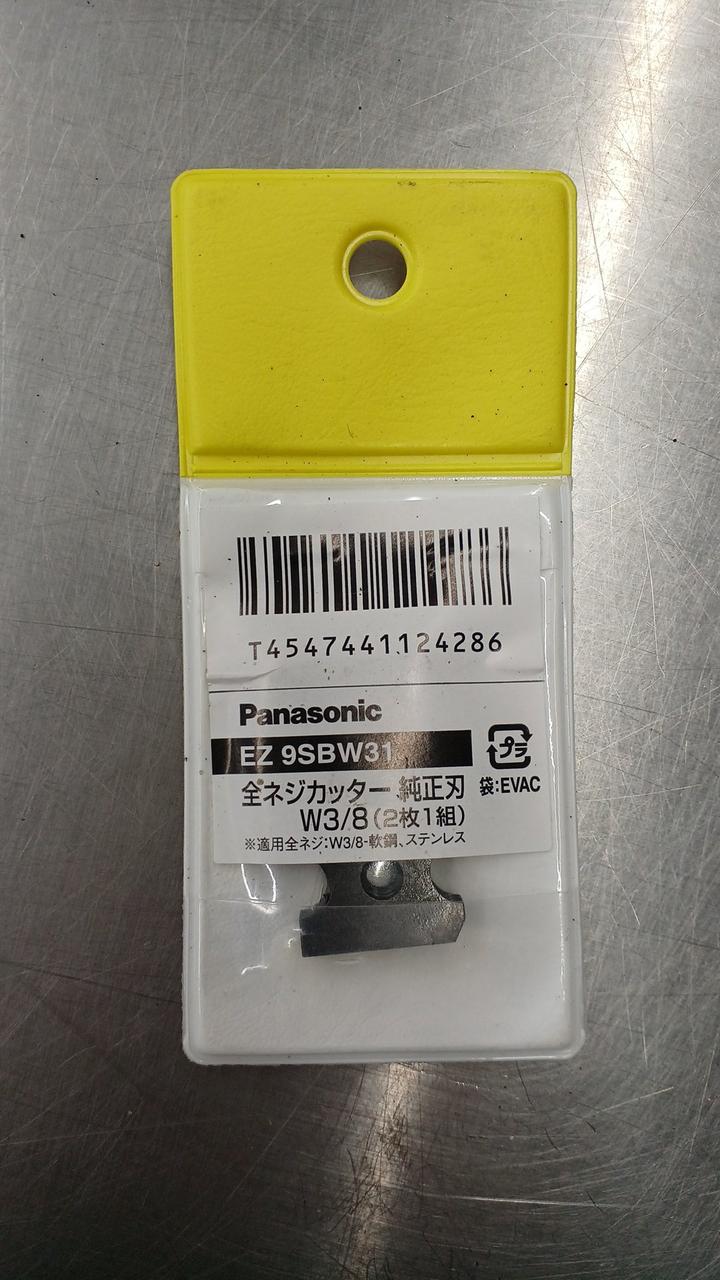 T4547441124286
Panasonic
EZ 9SBW31
プラ
全ネジカッター 純正刃
袋:EVAC
W3/8(2枚1組)
※適用全ネジ:W3/8-軟鋼、ステンレス